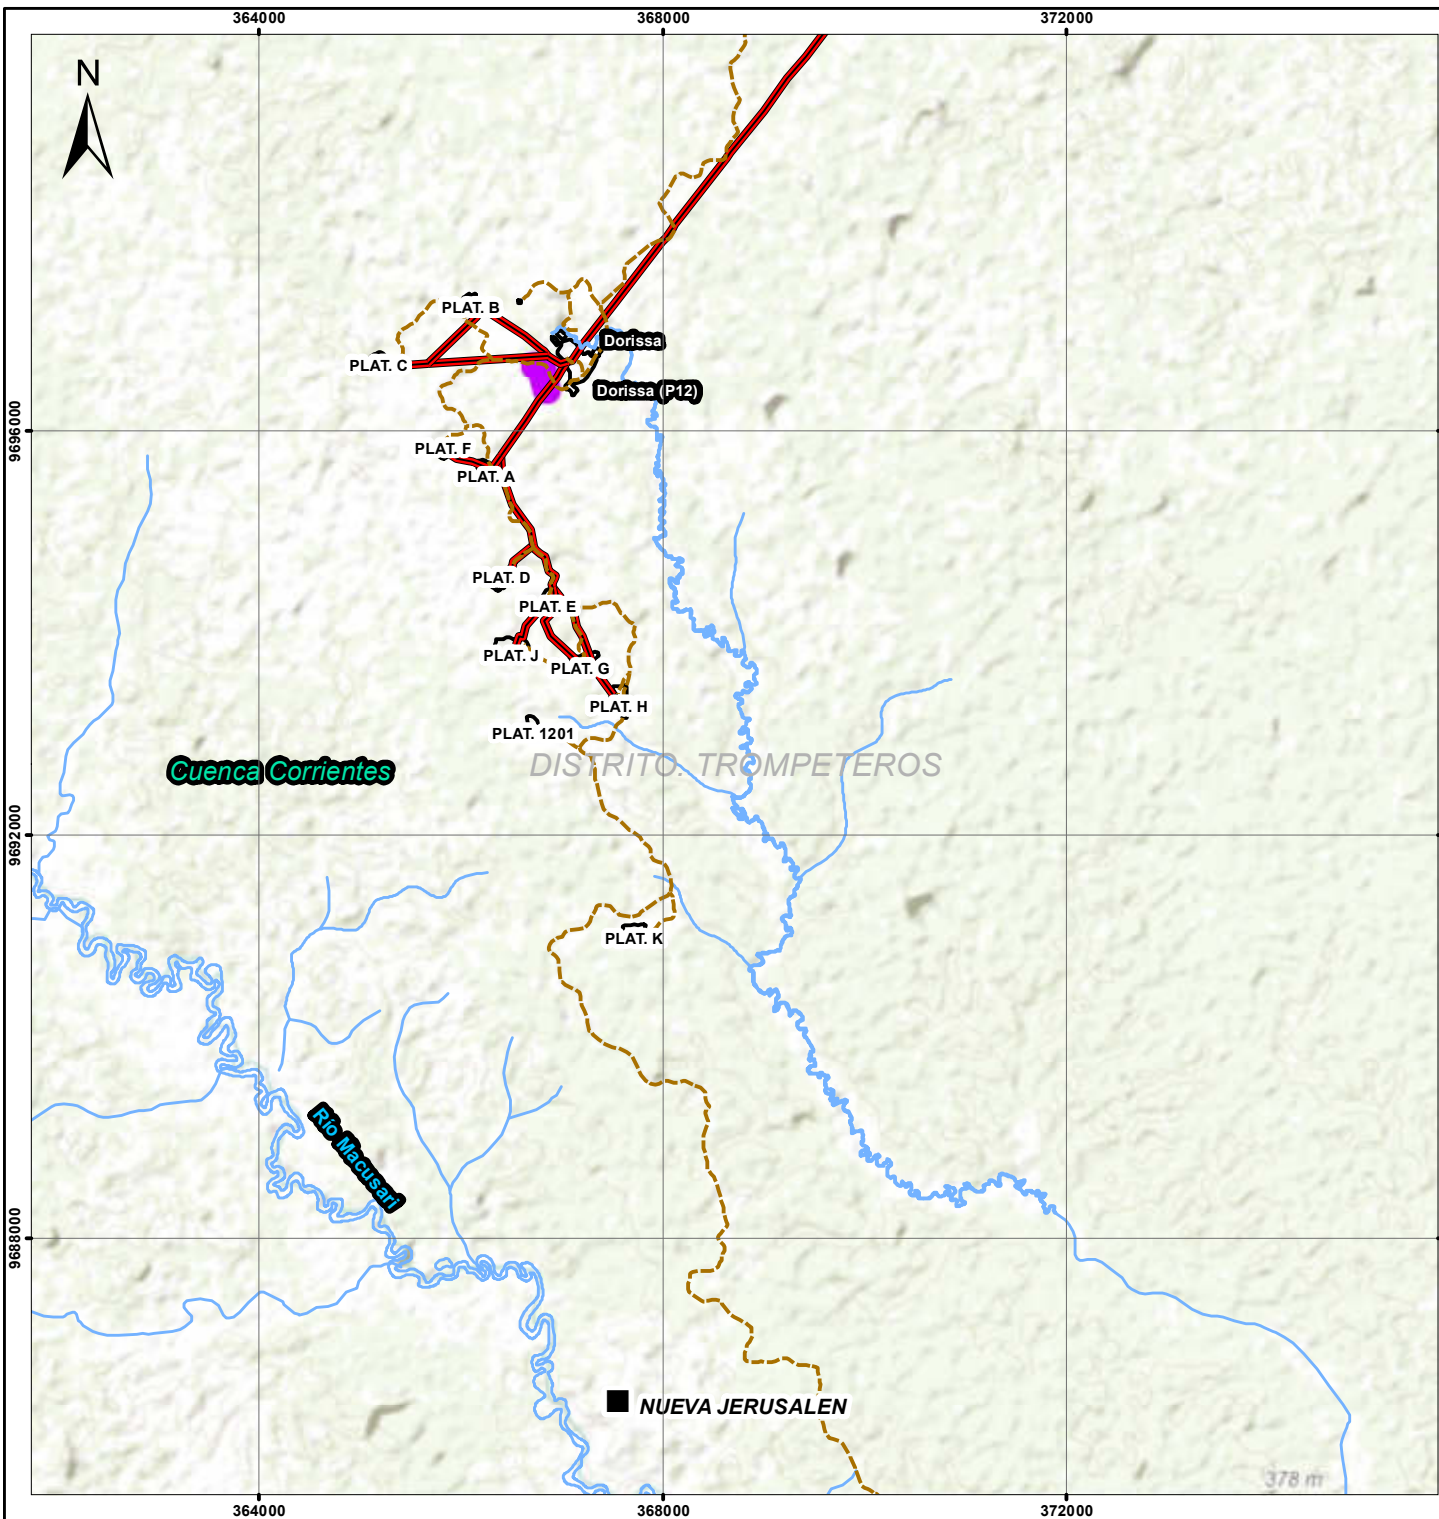 364000
368000
372000
N
PLAT. B
Dorissa
PLAT. C
Dorissa (P12)
9696000
PLAT. F
PLAT. A
PLAT. D
PLAT. E
PLAT. J
PLAT. G
PLAT. H
PLAT. 1201
DISTRITO. TROMPETEROS
Cuenca Corrientes
9692000
PLAT. K
Río Macusari
9688000
NUEVA JERUSALEN
378 m
364000
368000
372000